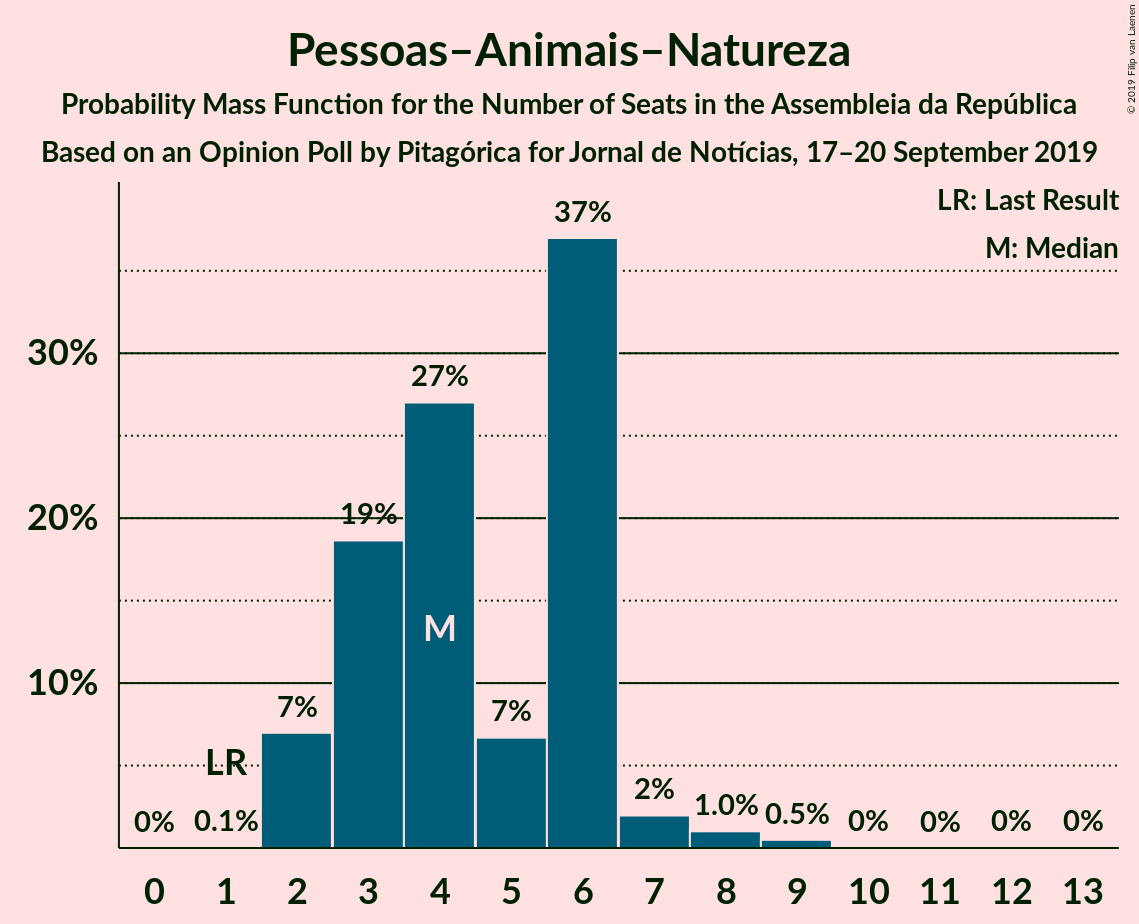 Pessoas–Animais–Natureza
Probability Mass Function for the Number of Seats in the Assembleia da República
Based on an Opinion Poll by Pitagórica for Jornal de Notícias, 17–20 September 2019
© 2019 Filip van Laenen
LR: Last Result
M: Median
37%
30%
27%
20%
19%
M
10%
7%
7%
LR
2%
1.0%
0.5%
0%
0.1%
0%
0%
0%
0%
0 1 2 3 4 5 6 7 8 9 10 11 12 13